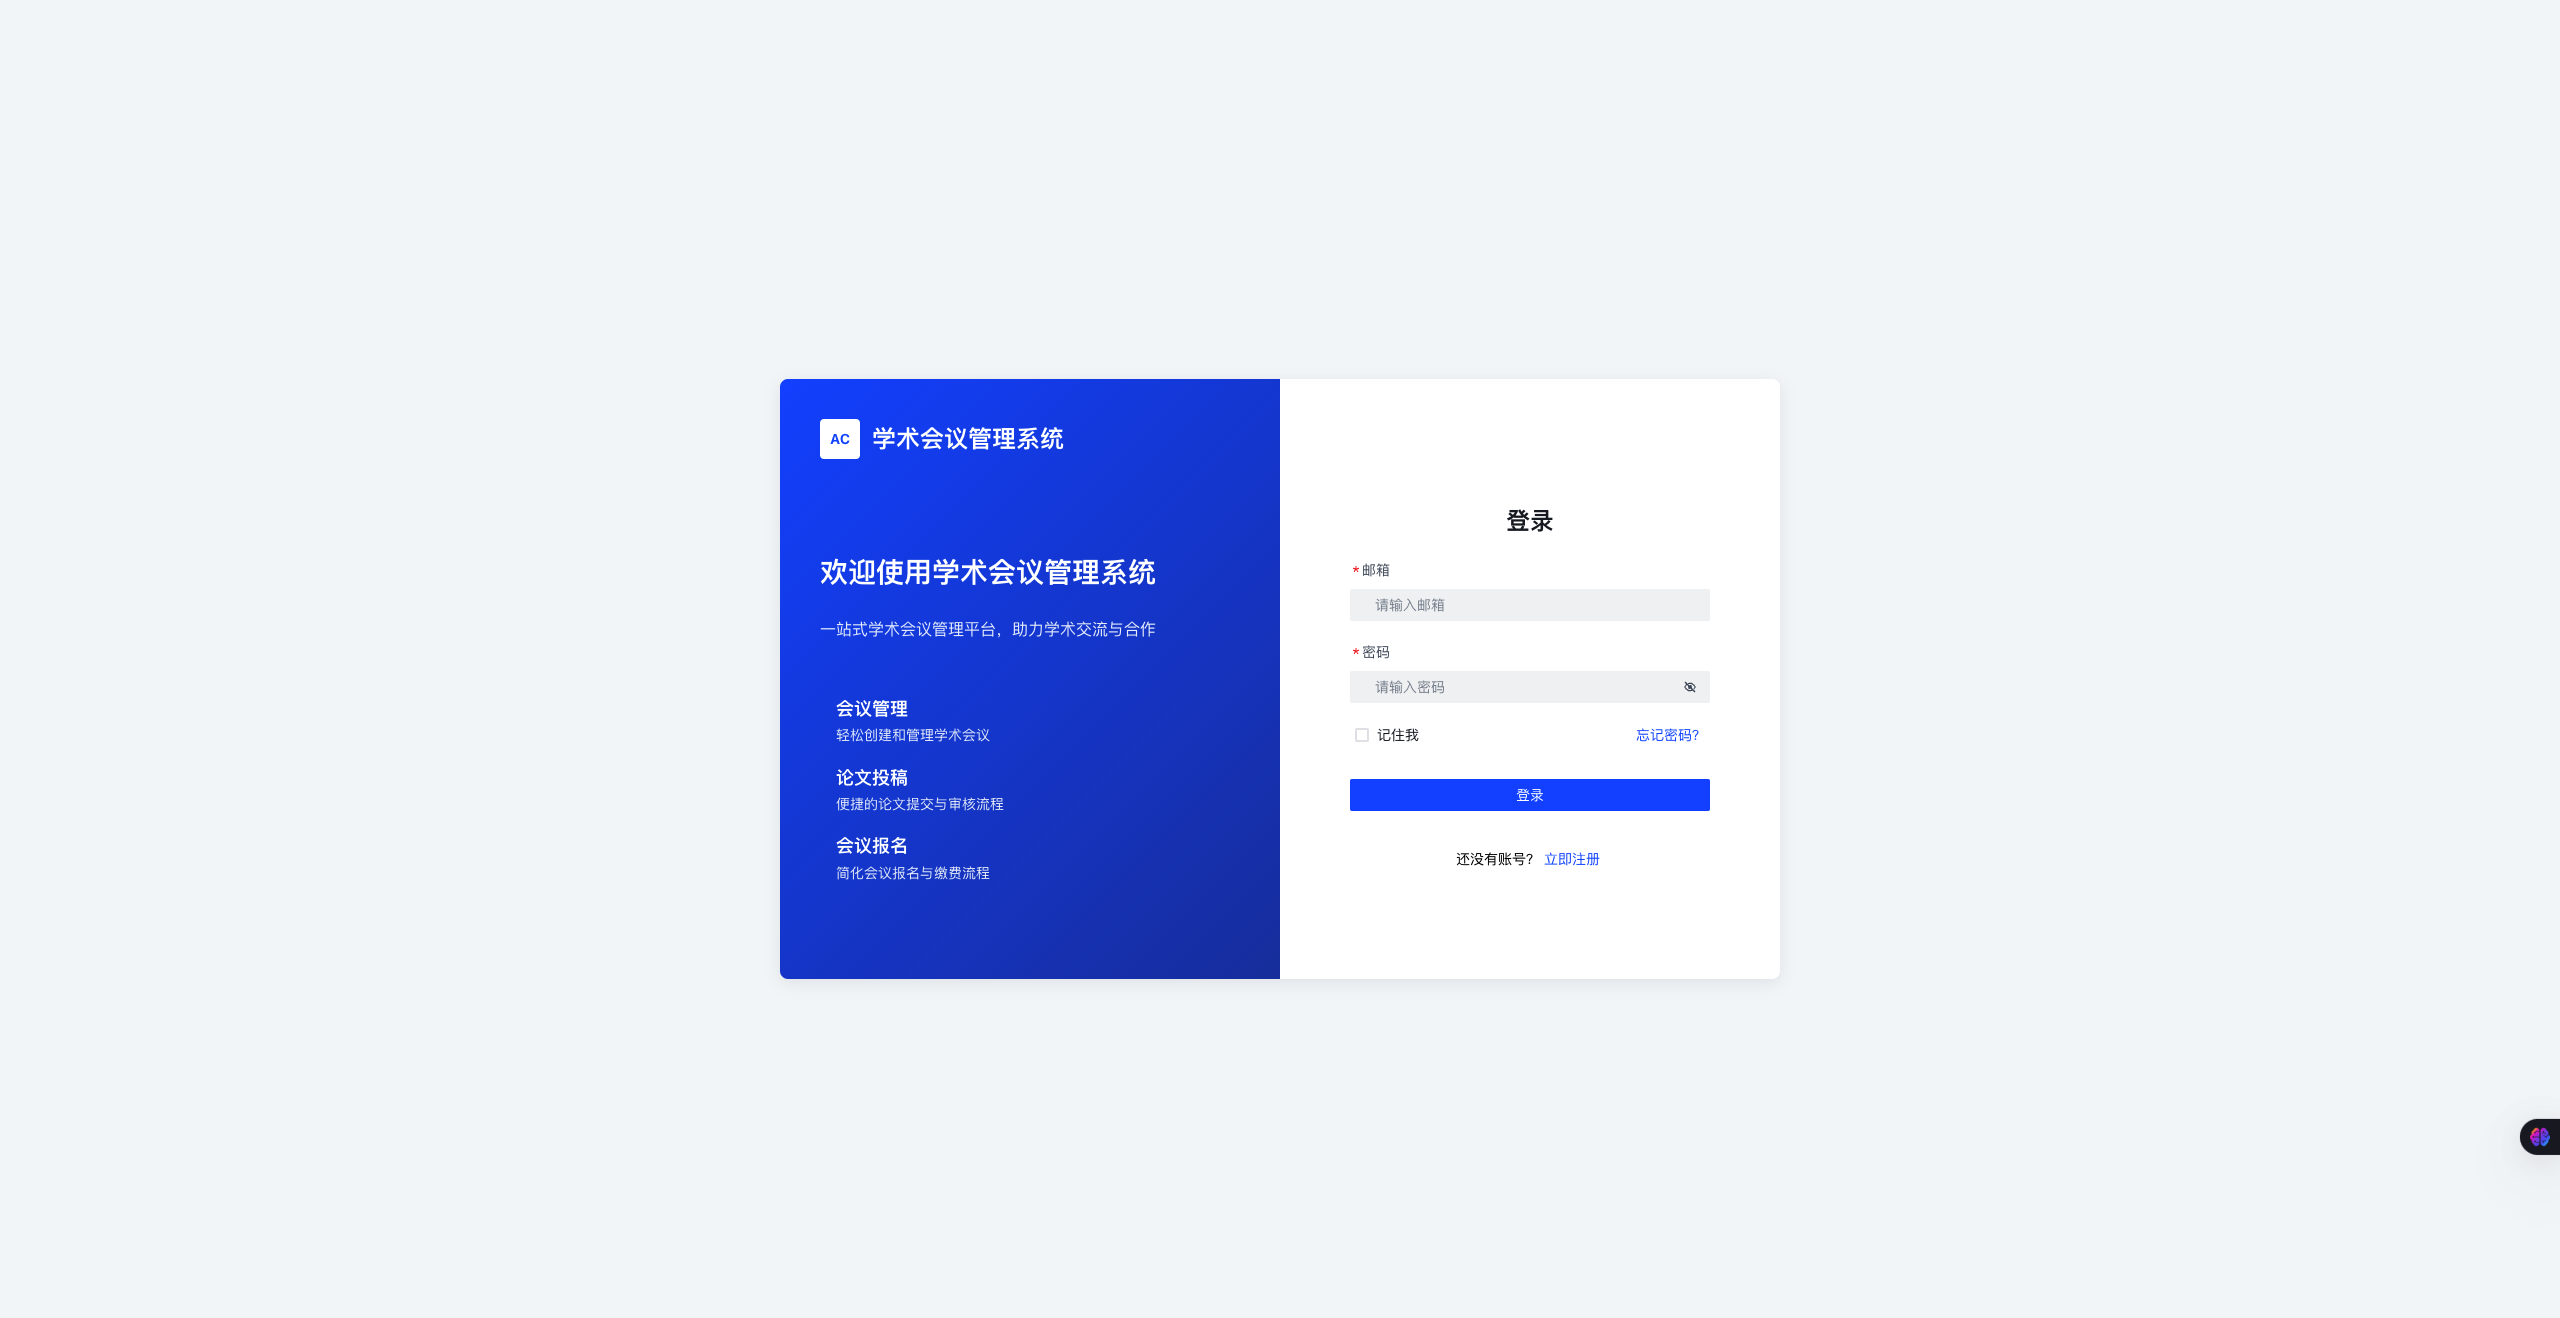 AC 学术会议管理系统
欢迎使用学术会议管理系统
一站式学术会议管理平台，助力学术交流与合作
会议管理
轻松创建和管理学术会议
论文投稿
便捷的论文提交与审核流程
会议报名
简化会议报名与缴费流程
登录
* 邮箱
请输入邮箱
* 密码
请输入密码
记住我 忘记密码?
登录
还没有账号? 立即注册